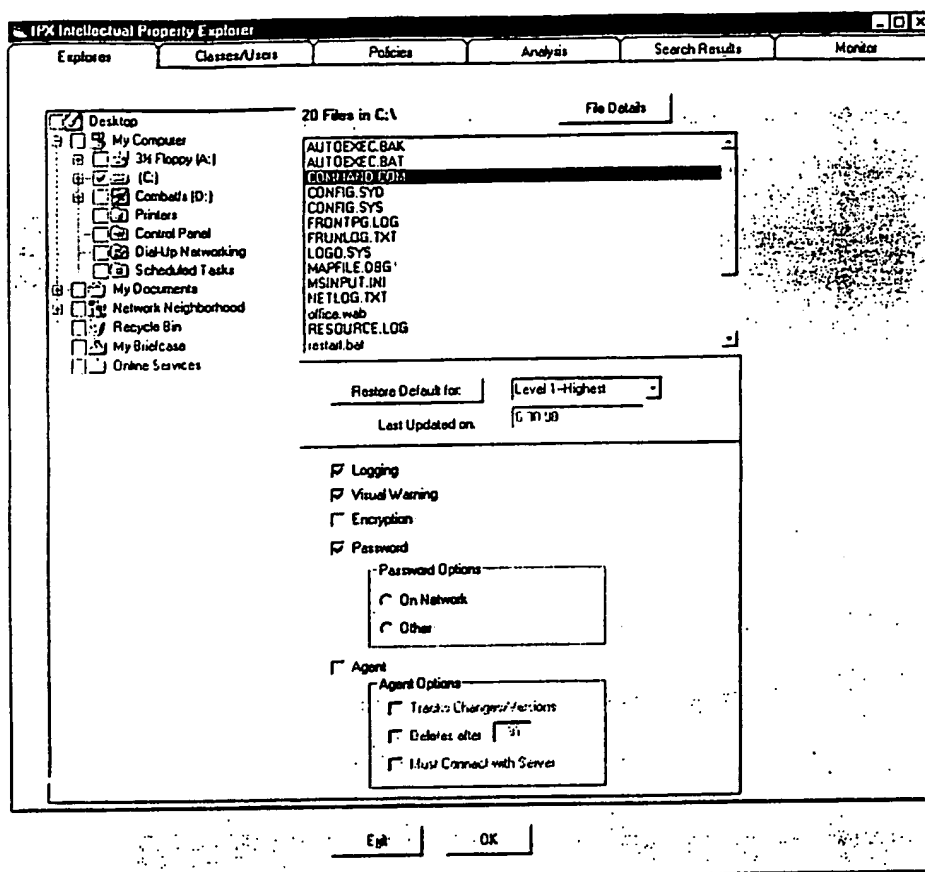 IPX Intellectual Property Explorer
Explorer Classes/Users Policies Analysis Search Results Monitor
Desktop
My Computer
3½ Floppy (A:)
(C:)
Combatfs (D:)
Printers
Control Panel
Dial-Up Networking
Scheduled Tasks
My Documents
Network Neighborhood
Recycle Bin
My Briefcase
Online Services
20 Files in C:\
File Details
AUTOEXEC.BAK
AUTOEXEC.BAT
COMMAND.COM
CONFIG.SYD
CONFIG.SYS
FRONTPG.LOG
FRUNLOG.TXT
LOGO.SYS
MAPFILE.DBG
MSINPUT.INI
NETLOG.TXT
office.wab
RESOURCE.LOG
restart.bat
Restore Default for:
Level 1-Highest
Last Updated on:
Logging
Visual Warning
Encryption
Password
Password Options
On Network
Other
Agent
Agent Options
Tracks Changes/Versions
Deletes after
Must Connect with Server
Exit OK